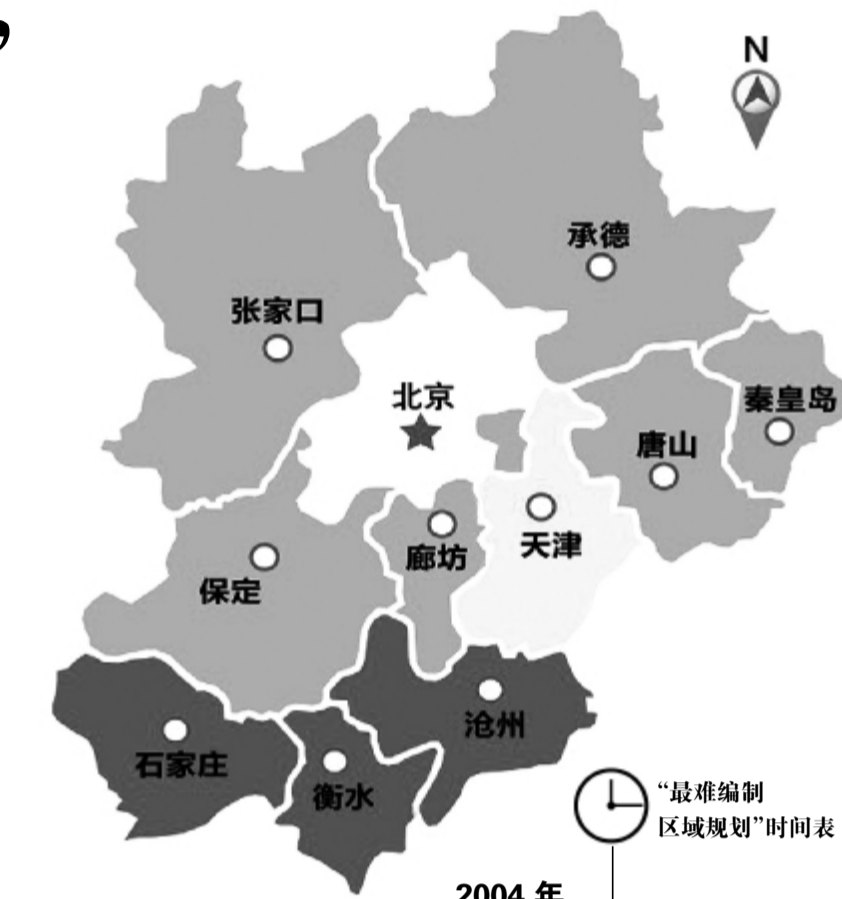 ”
N
承德
张家口
北京
秦皇岛
唐山
天津
廊坊
保定
沧州
石家庄
衡水
“最难编制
区域规划”时间表
2004 年